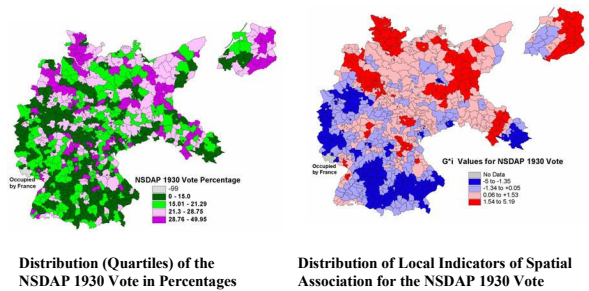 Occupied
by France
NSDAP 1930 Vote Percentage
-99
0 - 15.0
15.01 - 21.29
21.3 - 28.75
28.76 - 49.95
Occupied
by France
G*i Values for NSDAP 1930 Vote
No Data
-5 to -1.35
-1.34 to +0.05
0.06 to +1.53
1.54 to 5.19
Distribution (Quartiles) of the
NSDAP 1930 Vote in Percentages
Distribution of Local Indicators of Spatial
Association for the NSDAP 1930 Vote